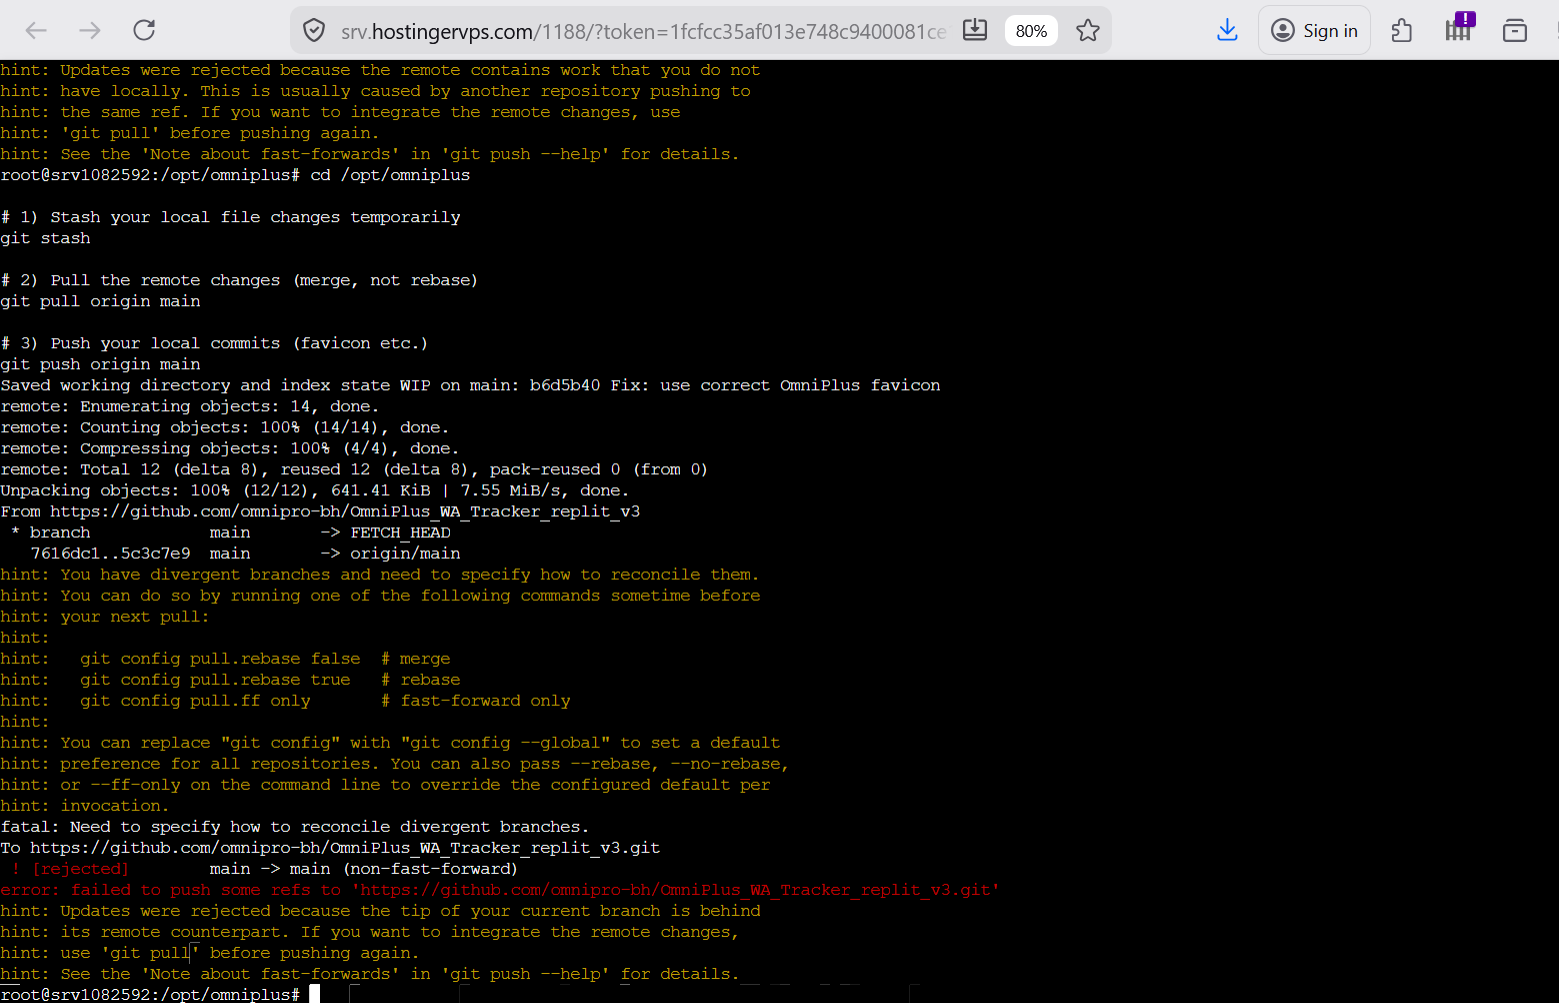 srv.hostingervps.com/1188/?token=1fcfcc35af013e748c9400081ce
80%
Sign in
hint: Updates were rejected because the remote contains work that you do not
hint: have locally. This is usually caused by another repository pushing to
hint: the same ref. If you want to integrate the remote changes, use
hint: 'git pull' before pushing again.
hint: See the 'Note about fast-forwards' in 'git push --help' for details.
root@srv1082592:/opt/omniplus# cd /opt/omniplus
# 1) Stash your local file changes temporarily
git stash
# 2) Pull the remote changes (merge, not rebase)
git pull origin main
# 3) Push your local commits (favicon etc.)
git push origin main
Saved working directory and index state WIP on main: b6d5b40 Fix: use correct OmniPlus favicon
remote: Enumerating objects: 14, done.
remote: Counting objects: 100% (14/14), done.
remote: Compressing objects: 100% (4/4), done.
remote: Total 12 (delta 8), reused 12 (delta 8), pack-reused 0 (from 0)
Unpacking objects: 100% (12/12), 641.41 KiB | 7.55 MiB/s, done.
From https://github.com/omnipro-bh/OmniPlus_WA_Tracker_replit_v3
 * branch            main       -> FETCH_HEAD
   7616dc1..5c3c7e9  main       -> origin/main
hint: You have divergent branches and need to specify how to reconcile them.
hint: You can do so by running one of the following commands sometime before
hint: your next pull:
hint:
hint:   git config pull.rebase false  # merge
hint:   git config pull.rebase true   # rebase
hint:   git config pull.ff only       # fast-forward only
hint:
hint: You can replace "git config" with "git config --global" to set a default
hint: preference for all repositories. You can also pass --rebase, --no-rebase,
hint: or --ff-only on the command line to override the configured default per
hint: invocation.
fatal: Need to specify how to reconcile divergent branches.
To https://github.com/omnipro-bh/OmniPlus_WA_Tracker_replit_v3.git
 ! [rejected]        main -> main (non-fast-forward)
error: failed to push some refs to 'https://github.com/omnipro-bh/OmniPlus_WA_Tracker_replit_v3.git'
hint: Updates were rejected because the tip of your current branch is behind
hint: its remote counterpart. If you want to integrate the remote changes,
hint: use 'git pull' before pushing again.
hint: See the 'Note about fast-forwards' in 'git push --help' for details.
root@srv1082592:/opt/omniplus#